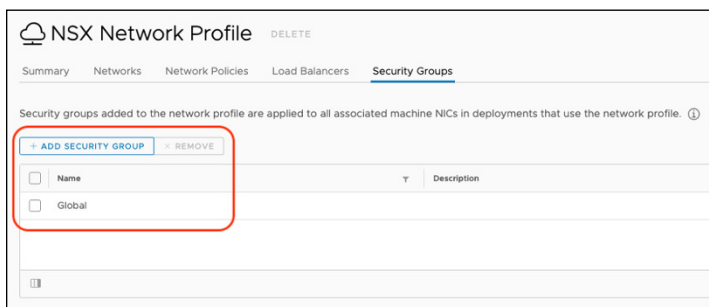 NSX Network Profile DELETE
Summary Networks Network Policies Load Balancers Security Groups
Security groups added to the network profile are applied to all associated machine NICs in deployments that use the network profile.
+ ADD SECURITY GROUP × REMOVE
Name Description
Global